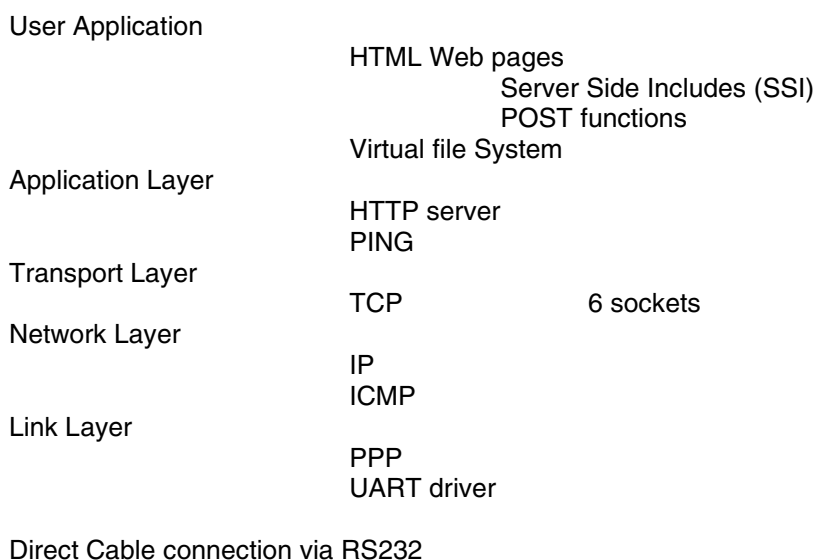 User Application
HTML Web pages
Server Side Includes (SSI)
POST functions
Virtual file System
Application Layer
HTTP server
PING
Transport Layer
TCP 6 sockets
Network Layer
IP
ICMP
Link Layer
PPP
UART driver
Direct Cable connection via RS232